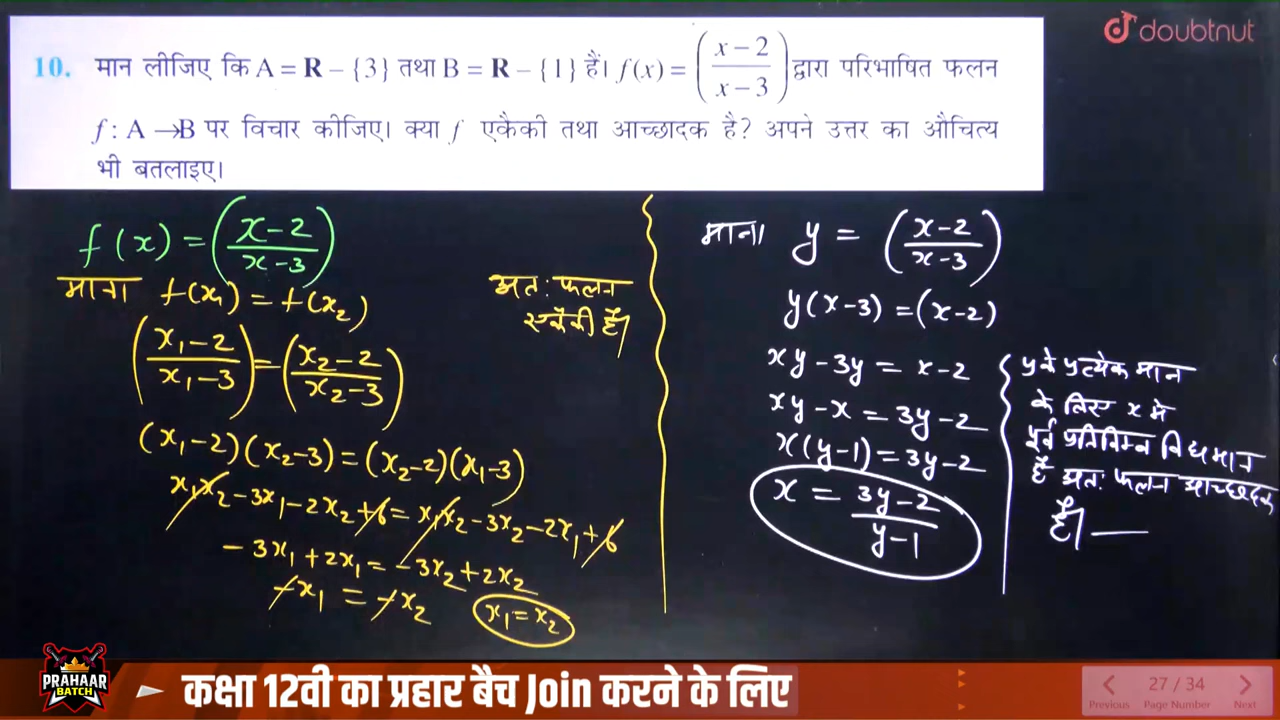 doubtnut
10. मान लीजिए कि A = R – {3} तथा B = R – {1} हैं। f(x) = (x – 2 / x – 3) द्वारा परिभाषित फलन
f : A →B पर विचार कीजिए। क्या f एकैकी तथा आच्छादक है? अपने उत्तर का औचित्य
भी बतलाइए।
f(x) = (x-2 / x-3)
माना f(x₁) = f(x₂)
(x₁-2 / x₁-3) = (x₂-2 / x₂-3)
(x₁-2)(x₂-3) = (x₂-2)(x₁-3)
x₁x₂-3x₁-2x₂+6 = x₁x₂-3x₂-2x₁+6
-3x₁+2x₁ = -3x₂+2x₂
-x₁ = -x₂
x₁=x₂
अत: फलन
एकैकी है।
माना y = (x-2 / x-3)
y(x-3) = (x-2)
xy-3y = x-2
xy-x = 3y-2
x(y-1) = 3y-2
x = 3y-2 / y-1
y के प्रत्येक मान
के लिए x में
पूर्व प्रतिबिम्ब विधमान
है अत: फलन आच्छादक
है।
PRAHAAR
BATCH
कक्षा 12वी का प्रहार बैच Join करने के लिए
27 / 34
Previous Page Number Next